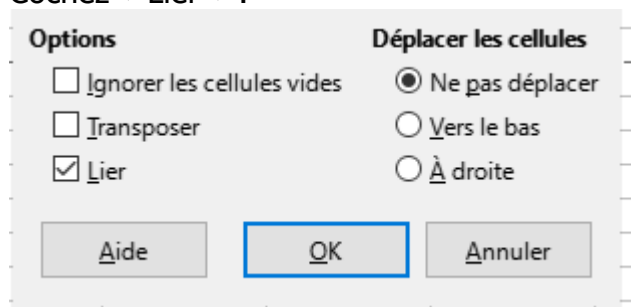 Options
Ignorer les cellules vides
Transposer
Lier
Déplacer les cellules
Ne pas déplacer
Vers le bas
À droite
Aide
OK
Annuler